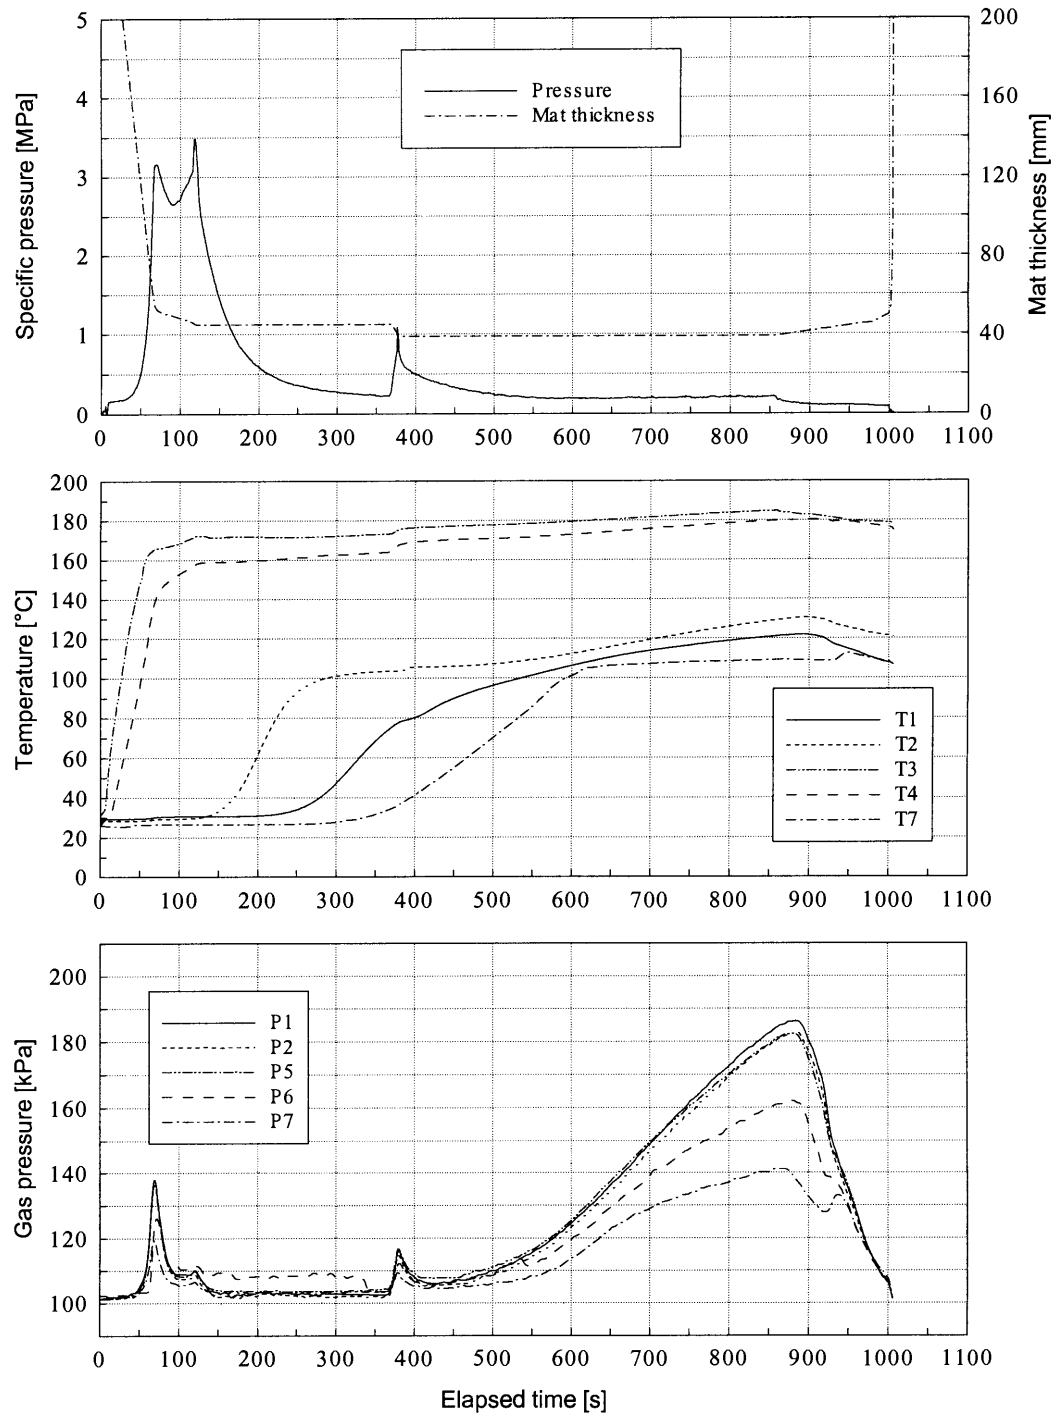 5
4
3
2
1
0
Specific pressure [MPa]
Pressure
Mat thickness
200
160
120
80
40
0
Mat thickness [mm]
0 100 200 300 400 500 600 700 800 900 1000 1100
200
180
160
140
120
100
80
60
40
20
0
Temperature [°C]
T1
T2
T3
T4
T7
0 100 200 300 400 500 600 700 800 900 1000 1100
200
180
160
140
120
100
Gas pressure [kPa]
P1
P2
P5
P6
P7
0 100 200 300 400 500 600 700 800 900 1000 1100
Elapsed time [s]